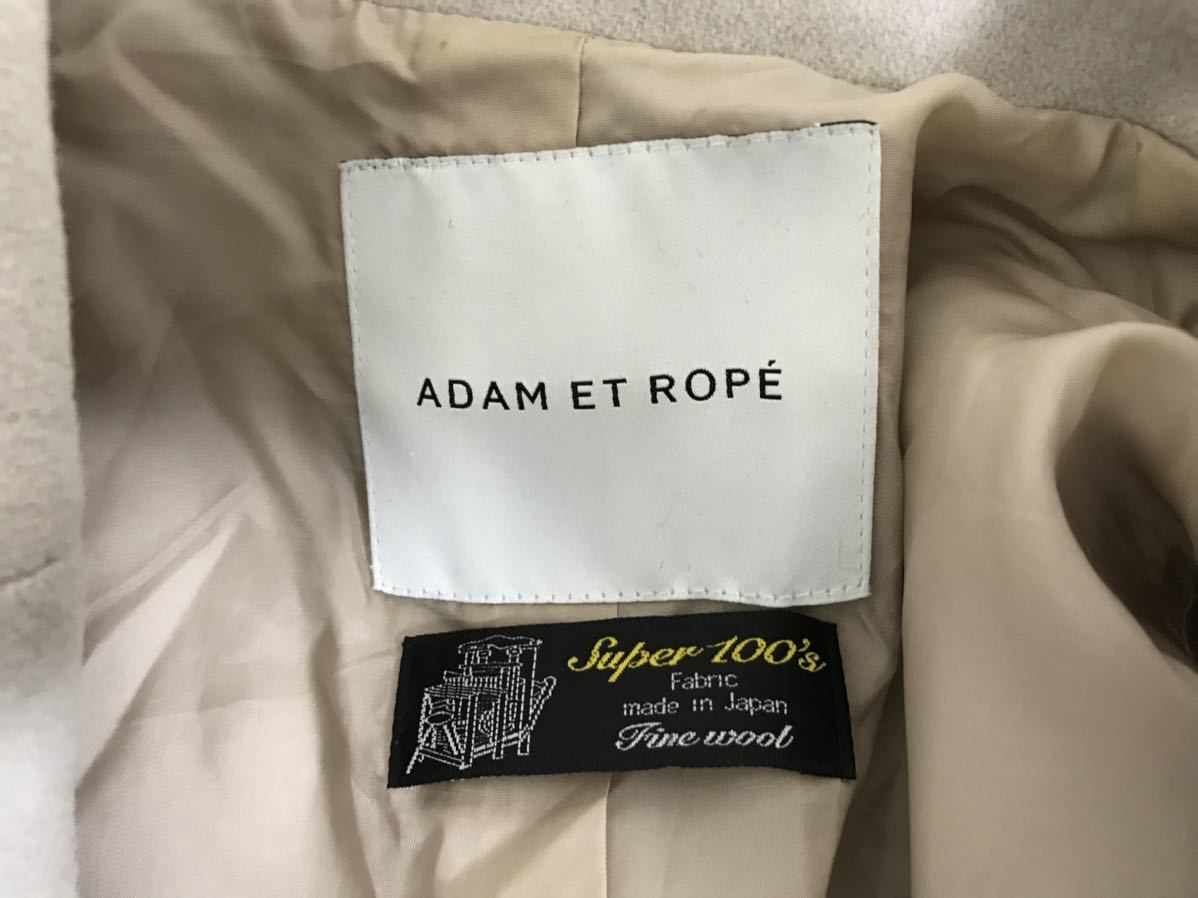 ADAM ET ROPÉ
Super 100's
Fabric
made in Japan
Fine wool